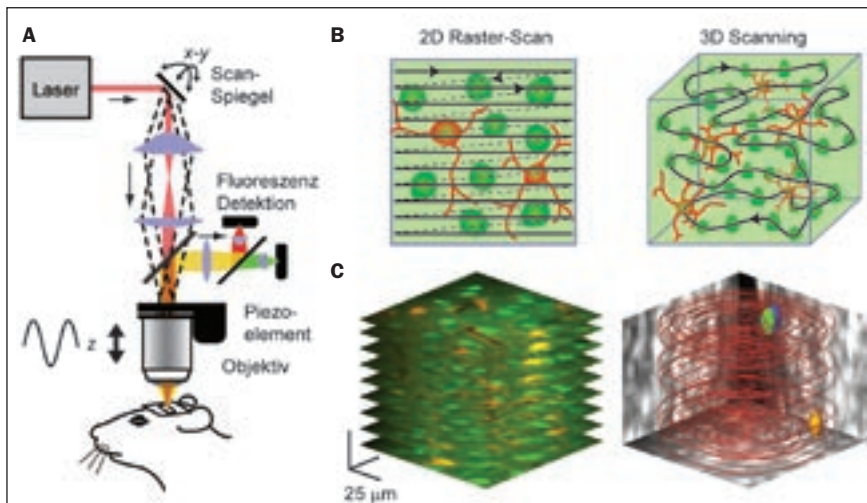 A
x-y
Laser
Scan-
Spiegel
Fluoreszenz
Detektion
Piezo-
element
z
Objektiv
B
2D Raster-Scan
3D Scanning
C
25 µm